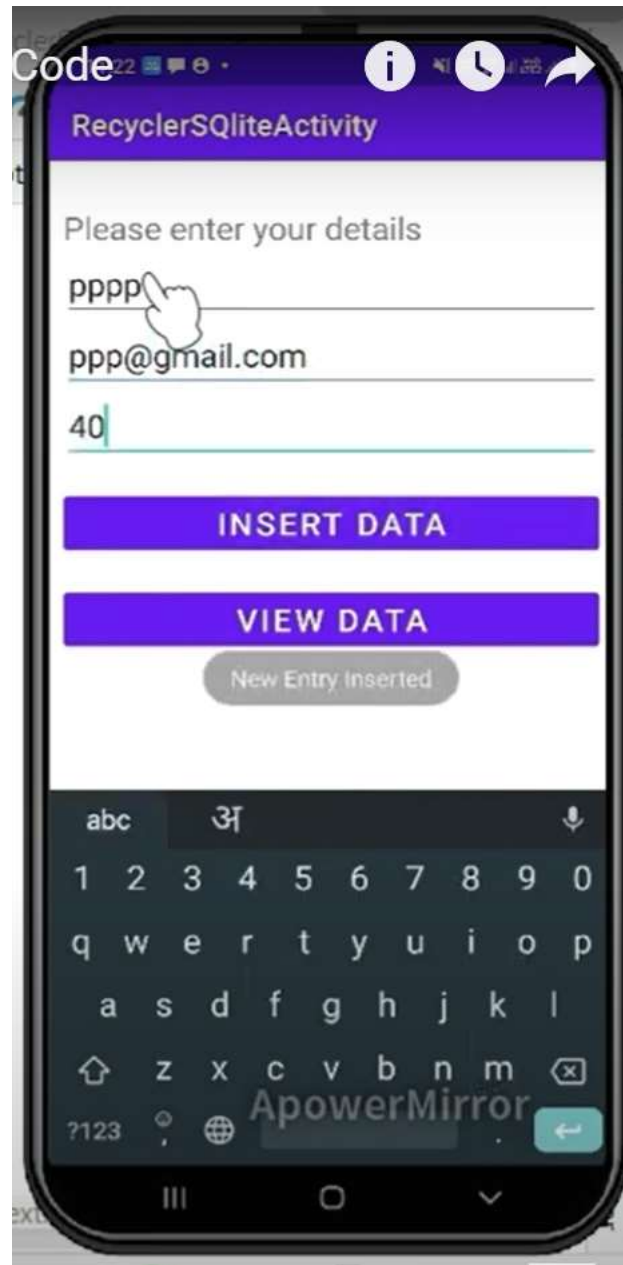 Code
22
RecyclerSQliteActivity
Please enter your details
pppp
ppp@gmail.com
40
INSERT DATA
VIEW DATA
New Entry Inserted
abc अ
1 2 3 4 5 6 7 8 9 0
q w e r t y u i o p
a s d f g h j k l
z x c v b n m
ApowerMirror
?123 , .